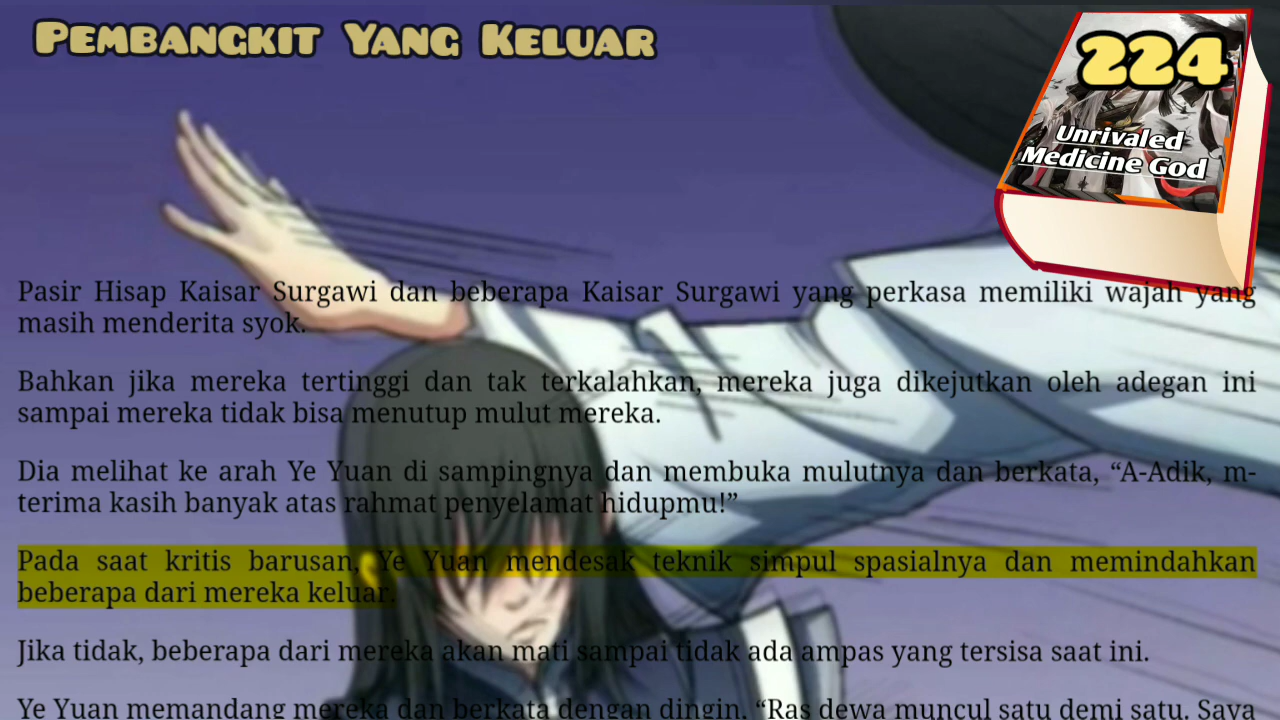 Pembangkit Yang Keluar
224
Unrivaled
Medicine God
Pasir Hisap Kaisar Surgawi dan beberapa Kaisar Surgawi yang perkasa memiliki wajah yang
masih menderita syok.
Bahkan jika mereka tertinggi dan tak terkalahkan, mereka juga dikejutkan oleh adegan ini
sampai mereka tidak bisa menutup mulut mereka.
Dia melihat ke arah Ye Yuan di sampingnya dan membuka mulutnya dan berkata, “A-Adik, m-
terima kasih banyak atas rahmat penyelamat hidupmu!”
Pada saat kritis barusan, Ye Yuan mendesak teknik simpul spasialnya dan memindahkan
beberapa dari mereka keluar.
Jika tidak, beberapa dari mereka akan mati sampai tidak ada ampas yang tersisa saat ini.
Ye Yuan memandang mereka dan berkata dengan dingin, “Ras dewa muncul satu demi satu. Saya